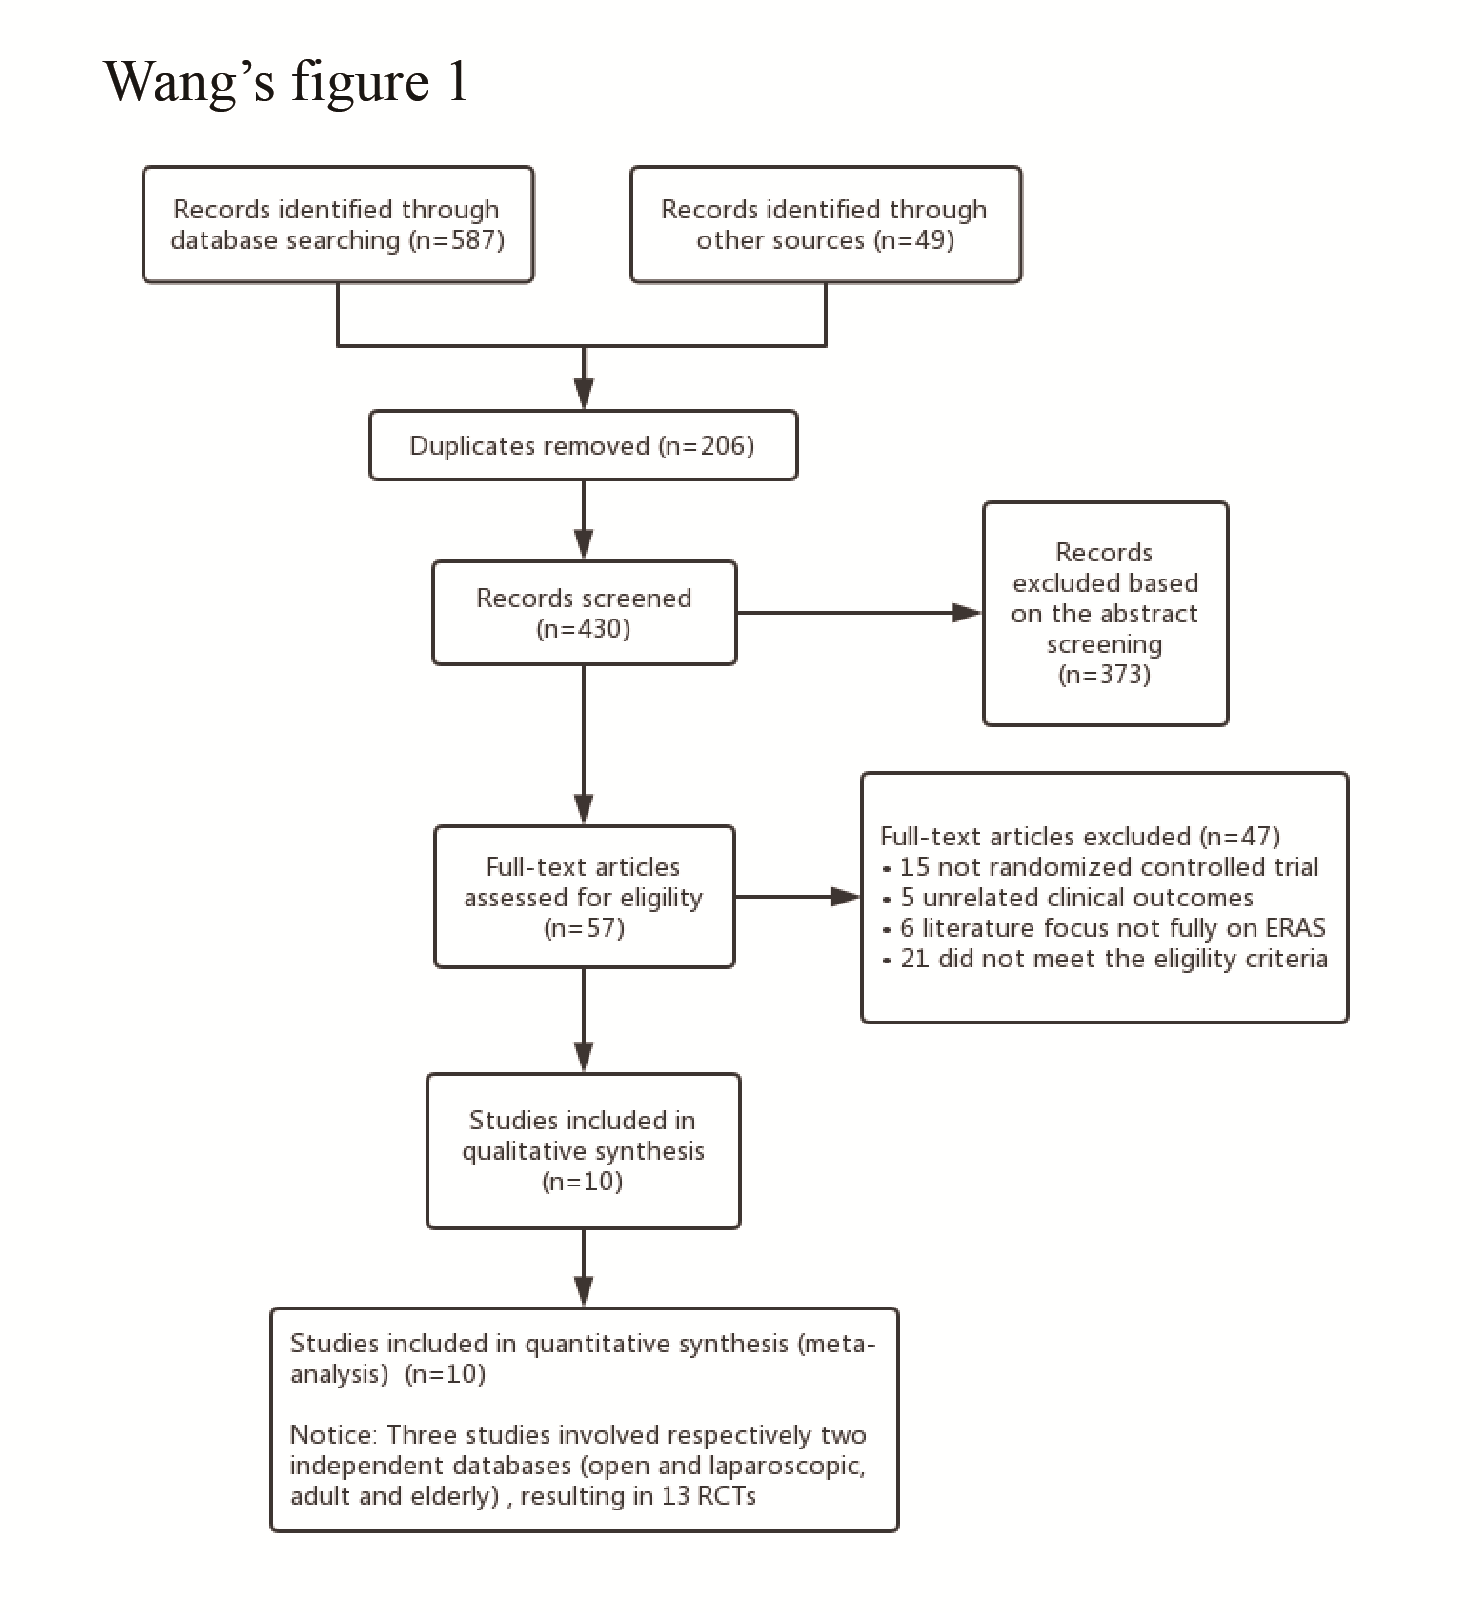 Wang’s figure 1
Records identified through
database searching (n=587)
Records identified through
other sources (n=49)
Duplicates removed (n=206)
Records screened
(n=430)
Records
excluded based
on the abstract
screening
(n=373)
Full-text articles
assessed for eligility
(n=57)
Full-text articles excluded (n=47)
• 15 not randomized controlled trial
• 5 unrelated clinical outcomes
• 6 literature focus not fully on ERAS
• 21 did not meet the eligility criteria
Studies included in
qualitative synthesis
(n=10)
Studies included in quantitative synthesis (meta-
analysis)  (n=10)
Notice: Three studies involved respectively two
independent databases (open and laparoscopic,
adult and elderly) , resulting in 13 RCTs